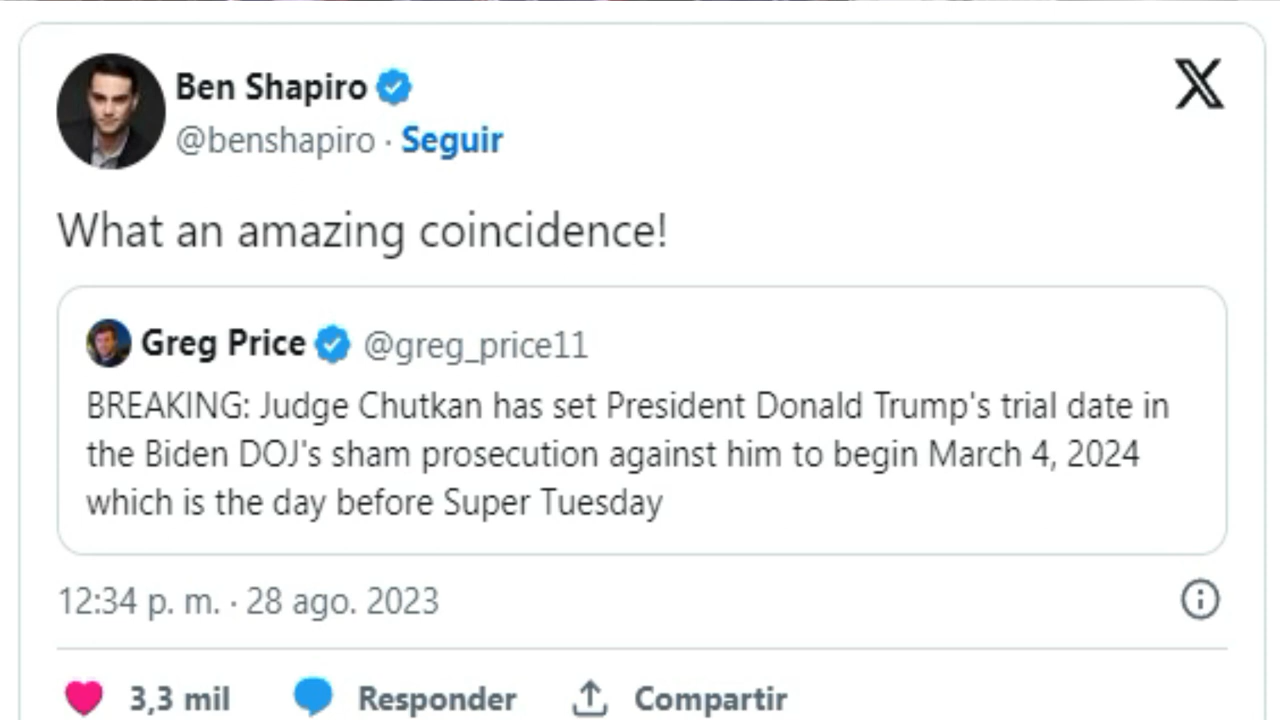 Ben Shapiro
@benshapiro · Seguir
What an amazing coincidence!
Greg Price @greg_price11
BREAKING: Judge Chutkan has set President Donald Trump's trial date in
the Biden DOJ's sham prosecution against him to begin March 4, 2024
which is the day before Super Tuesday
12:34 p. m. · 28 ago. 2023
3,3 mil Responder Compartir